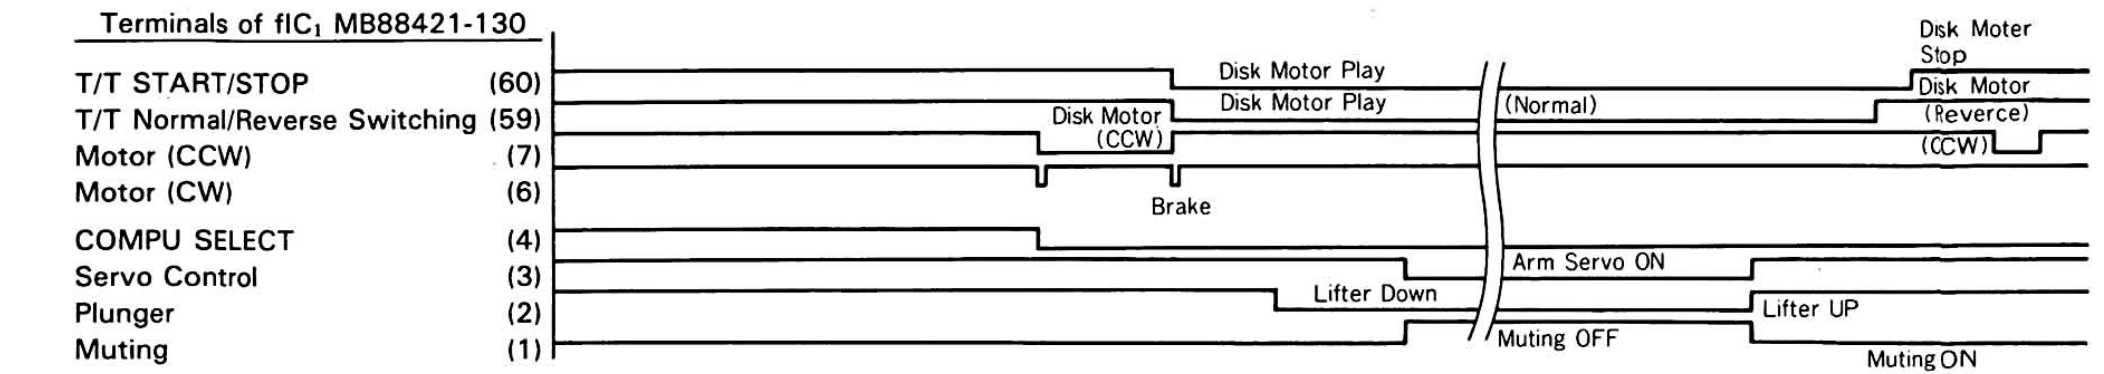 Terminals of fIC₁ MB88421-130
Disk Moter
Stop
T/T START/STOP (60) Disk Motor Play Disk Motor
T/T Normal/Reverse Switching (59) Disk Motor Disk Motor Play (Normal) (Reverce)
Motor (CCW) (7) (CCW) (CCW)
Motor (CW) (6)
Brake
COMPU SELECT (4)
Servo Control (3) Arm Servo ON
Plunger (2) Lifter Down Lifter UP
Muting (1) Muting OFF Muting ON